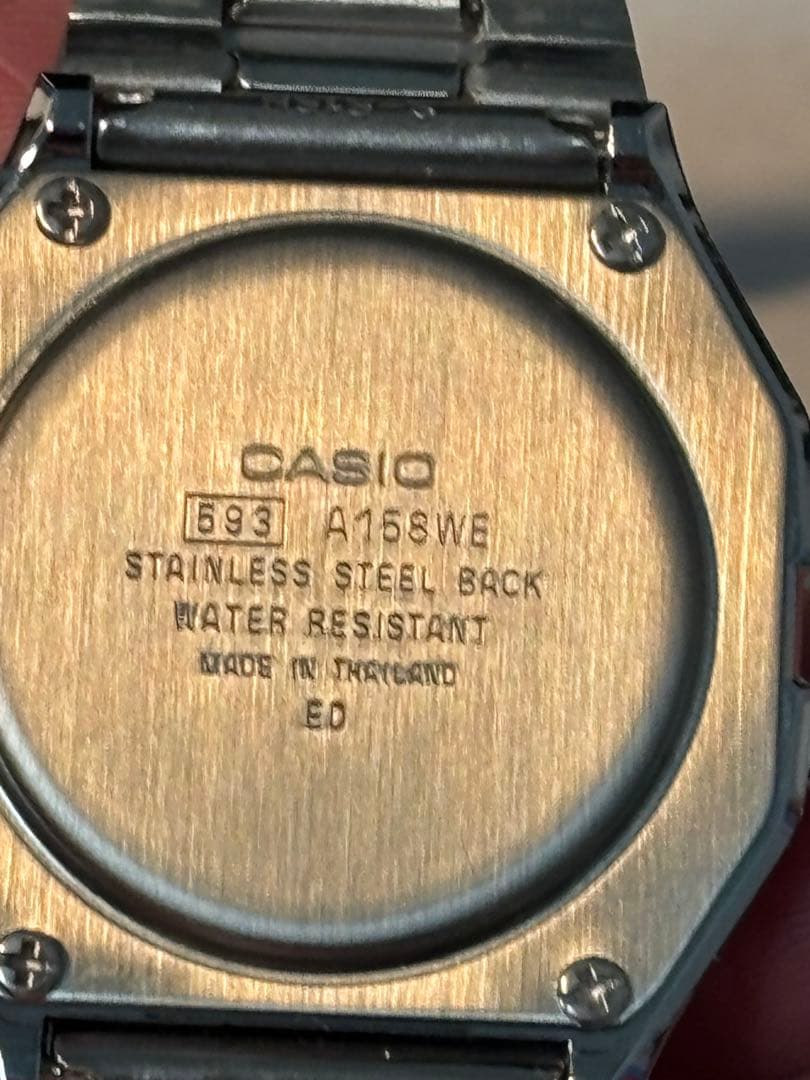 CASIO
593 A158WE
STAINLESS STEEL BACK
WATER RESISTANT
MADE IN THAILAND
ED